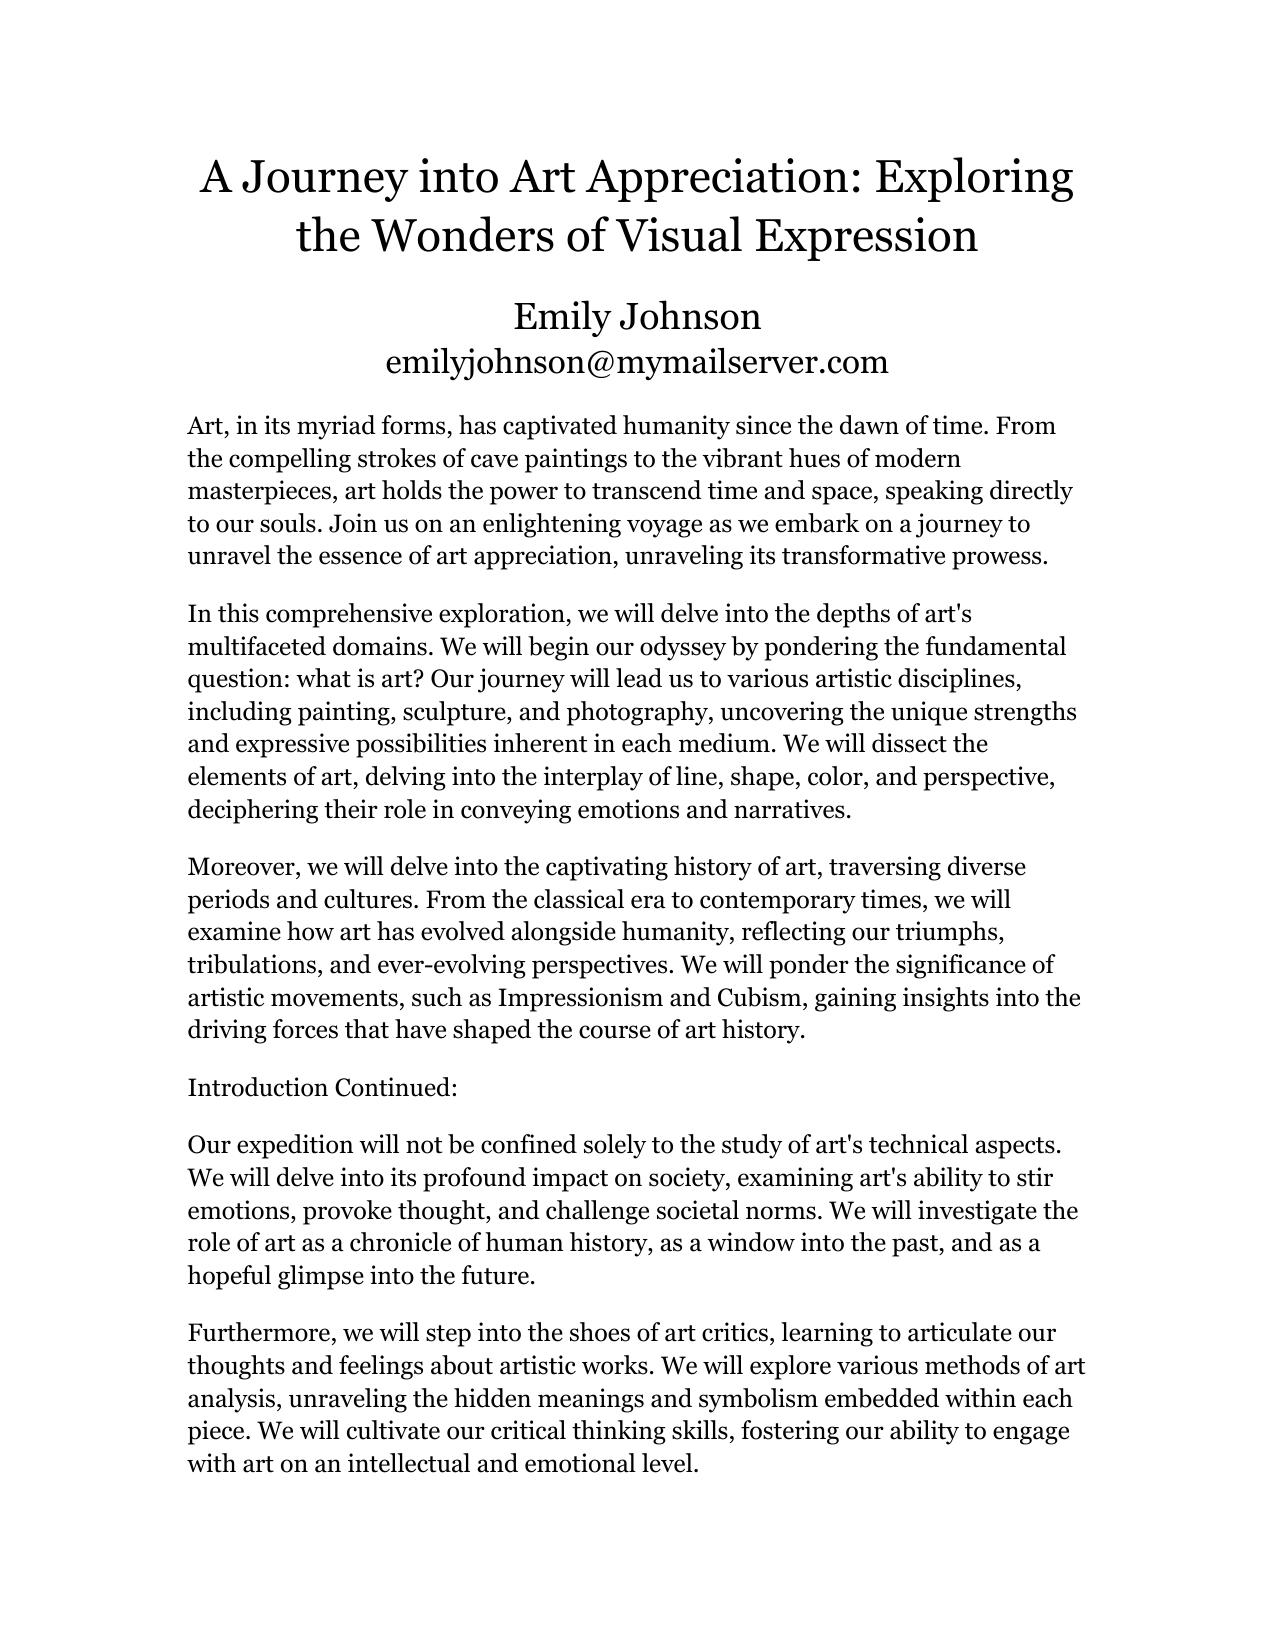 A Journey into Art Appreciation: Exploring
the Wonders of Visual Expression
Emily Johnson
emilyjohnson@mymailserver.com
Art, in its myriad forms, has captivated humanity since the dawn of time. From
the compelling strokes of cave paintings to the vibrant hues of modern
masterpieces, art holds the power to transcend time and space, speaking directly
to our souls. Join us on an enlightening voyage as we embark on a journey to
unravel the essence of art appreciation, unraveling its transformative prowess.
In this comprehensive exploration, we will delve into the depths of art's
multifaceted domains. We will begin our odyssey by pondering the fundamental
question: what is art? Our journey will lead us to various artistic disciplines,
including painting, sculpture, and photography, uncovering the unique strengths
and expressive possibilities inherent in each medium. We will dissect the
elements of art, delving into the interplay of line, shape, color, and perspective,
deciphering their role in conveying emotions and narratives.
Moreover, we will delve into the captivating history of art, traversing diverse
periods and cultures. From the classical era to contemporary times, we will
examine how art has evolved alongside humanity, reflecting our triumphs,
tribulations, and ever-evolving perspectives. We will ponder the significance of
artistic movements, such as Impressionism and Cubism, gaining insights into the
driving forces that have shaped the course of art history.
Introduction Continued:
Our expedition will not be confined solely to the study of art's technical aspects.
We will delve into its profound impact on society, examining art's ability to stir
emotions, provoke thought, and challenge societal norms. We will investigate the
role of art as a chronicle of human history, as a window into the past, and as a
hopeful glimpse into the future.
Furthermore, we will step into the shoes of art critics, learning to articulate our
thoughts and feelings about artistic works. We will explore various methods of art
analysis, unraveling the hidden meanings and symbolism embedded within each
piece. We will cultivate our critical thinking skills, fostering our ability to engage
with art on an intellectual and emotional level.